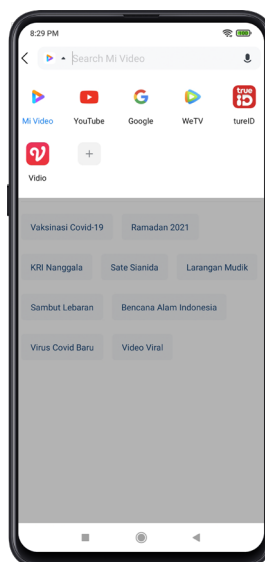 8:29 PM
100
Search Mi Video
Mi Video YouTube Google WeTV tureID
true
iD
Vidio
Vaksinasi Covid-19 Ramadan 2021
KRI Nanggala Sate Sianida Larangan Mudik
Sambut Lebaran Bencana Alam Indonesia
Virus Covid Baru Video Viral